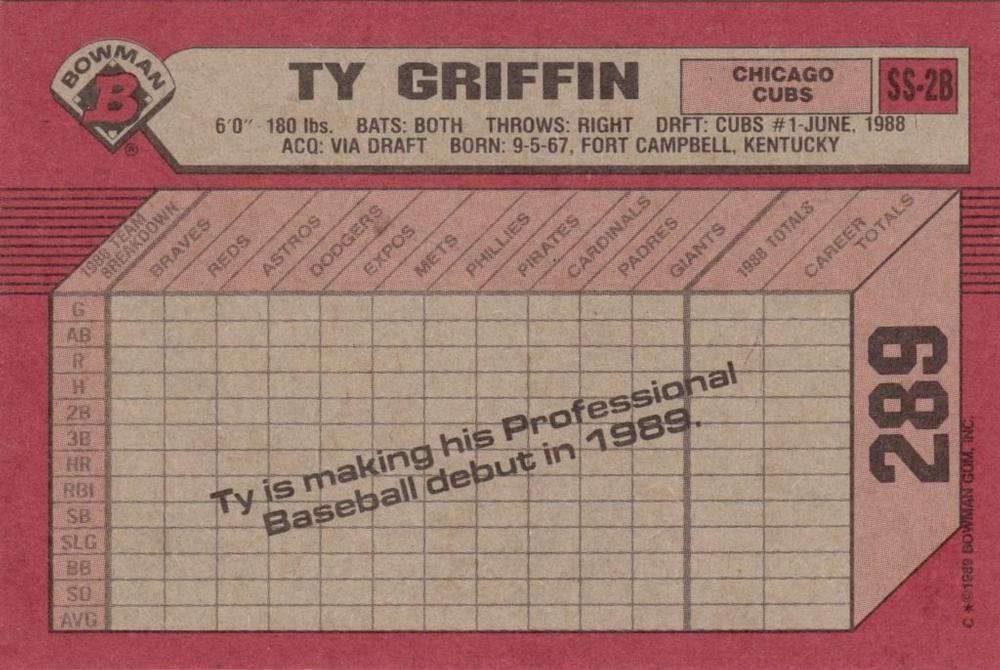 BOWMAN
B
®
TY GRIFFIN
CHICAGO
CUBS
SS-2B
6'0" 180 lbs. BATS: BOTH THROWS: RIGHT DRFT: CUBS #1-JUNE, 1988
ACQ: VIA DRAFT BORN: 9-5-67, FORT CAMPBELL, KENTUCKY
1988 TEAM
BREAKDOWN
BRAVES
REDS
ASTROS
DODGERS
EXPOS
METS
PHILLIES
PIRATES
CARDINALS
PADRES
GIANTS
1988 TOTALS
CAREER
TOTALS
G
AB
R
H
2B
3B
HR
RBI
SB
SLG
BB
SO
AVG
Ty is making his Professional
Baseball debut in 1989.
289
C *©1989 BOWMAN GUM, INC.